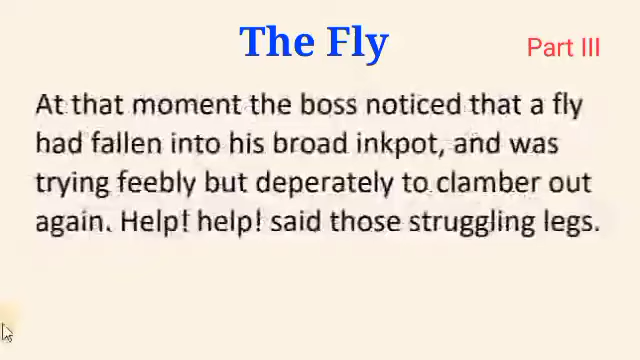 The Fly
Part III
At that moment the boss noticed that a fly
had fallen into his broad inkpot, and was
trying feebly but deperately to clamber out
again. Help! help! said those struggling legs.